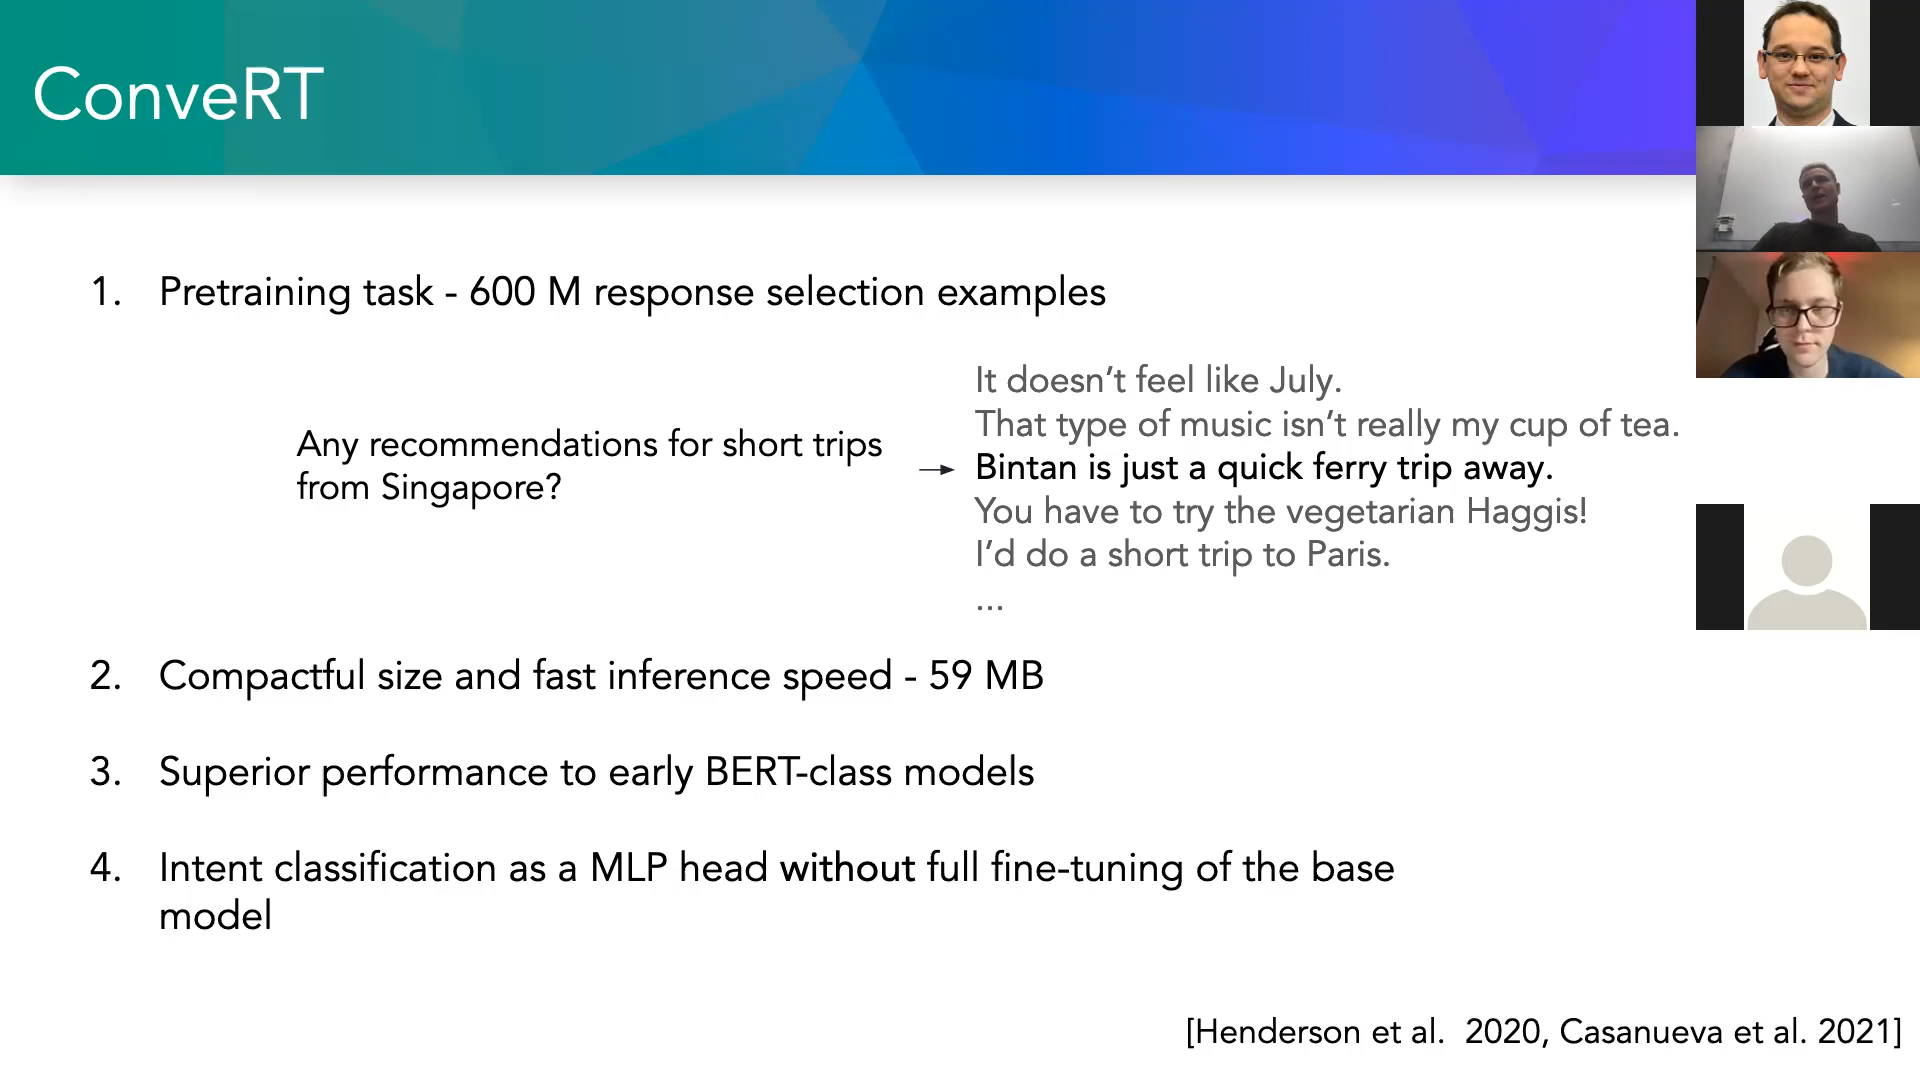 ConveRT
1. Pretraining task - 600 M response selection examples
Any recommendations for short trips
from Singapore?
It doesn’t feel like July.
That type of music isn’t really my cup of tea.
Bintan is just a quick ferry trip away.
You have to try the vegetarian Haggis!
I’d do a short trip to Paris.
...
2. Compactful size and fast inference speed - 59 MB
3. Superior performance to early BERT-class models
4. Intent classification as a MLP head without full fine-tuning of the base
model
[Henderson et al. 2020, Casanueva et al. 2021]